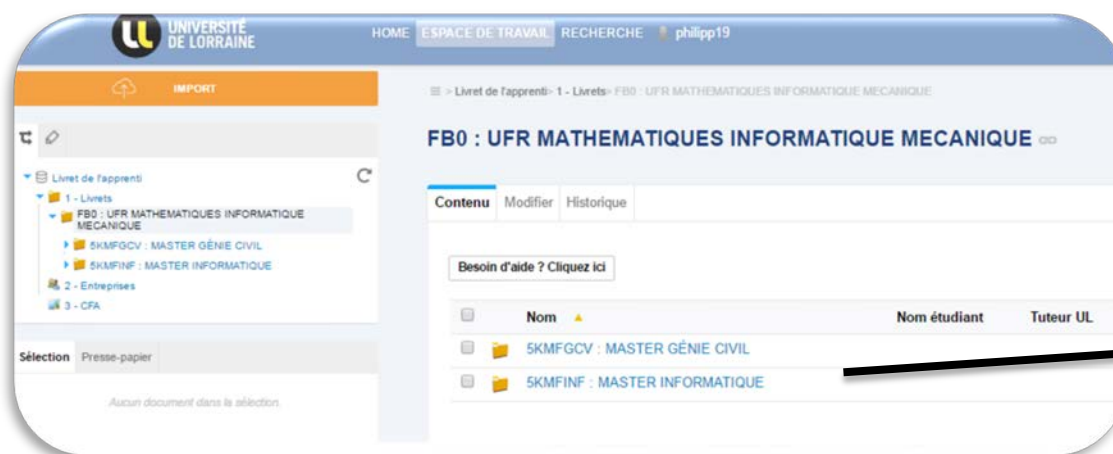 UNIVERSITÉ
DE LORRAINE
HOME ESPACE DE TRAVAIL RECHERCHE philipp19
IMPORT
> Livret de l'apprenti> 1 - Livrets> FB0 : UFR MATHEMATIQUES INFORMATIQUE MECANIQUE
FB0 : UFR MATHEMATIQUES INFORMATIQUE MECANIQUE
Livret de l'apprenti
1 - Livrets
FB0 : UFR MATHEMATIQUES INFORMATIQUE
MECANIQUE
5KMFGCV : MASTER GÉNIE CIVIL
5KMFINF : MASTER INFORMATIQUE
2 - Entreprises
3 - CFA
Sélection Presse-papier
Aucun document dans la sélection.
Contenu Modifier Historique
Besoin d'aide ? Cliquez ici
Nom Nom étudiant Tuteur UL
5KMFGCV : MASTER GÉNIE CIVIL
5KMFINF : MASTER INFORMATIQUE